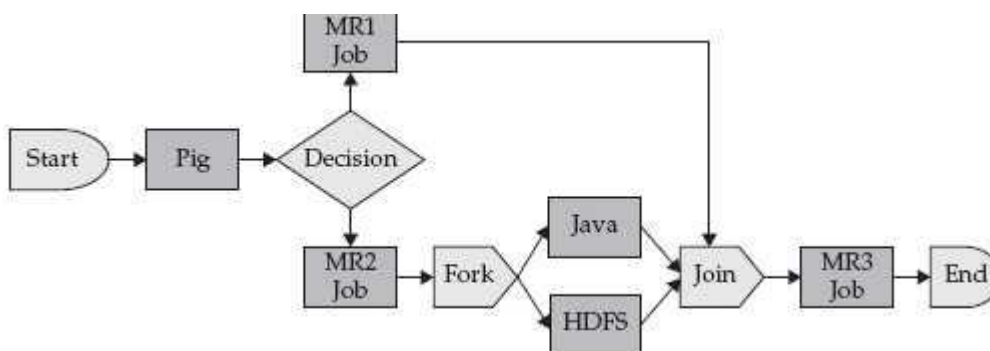 MR1
Job
Start
Pig
Decision
MR2
Job
Fork
Java
HDFS
Join
MR3
Job
End